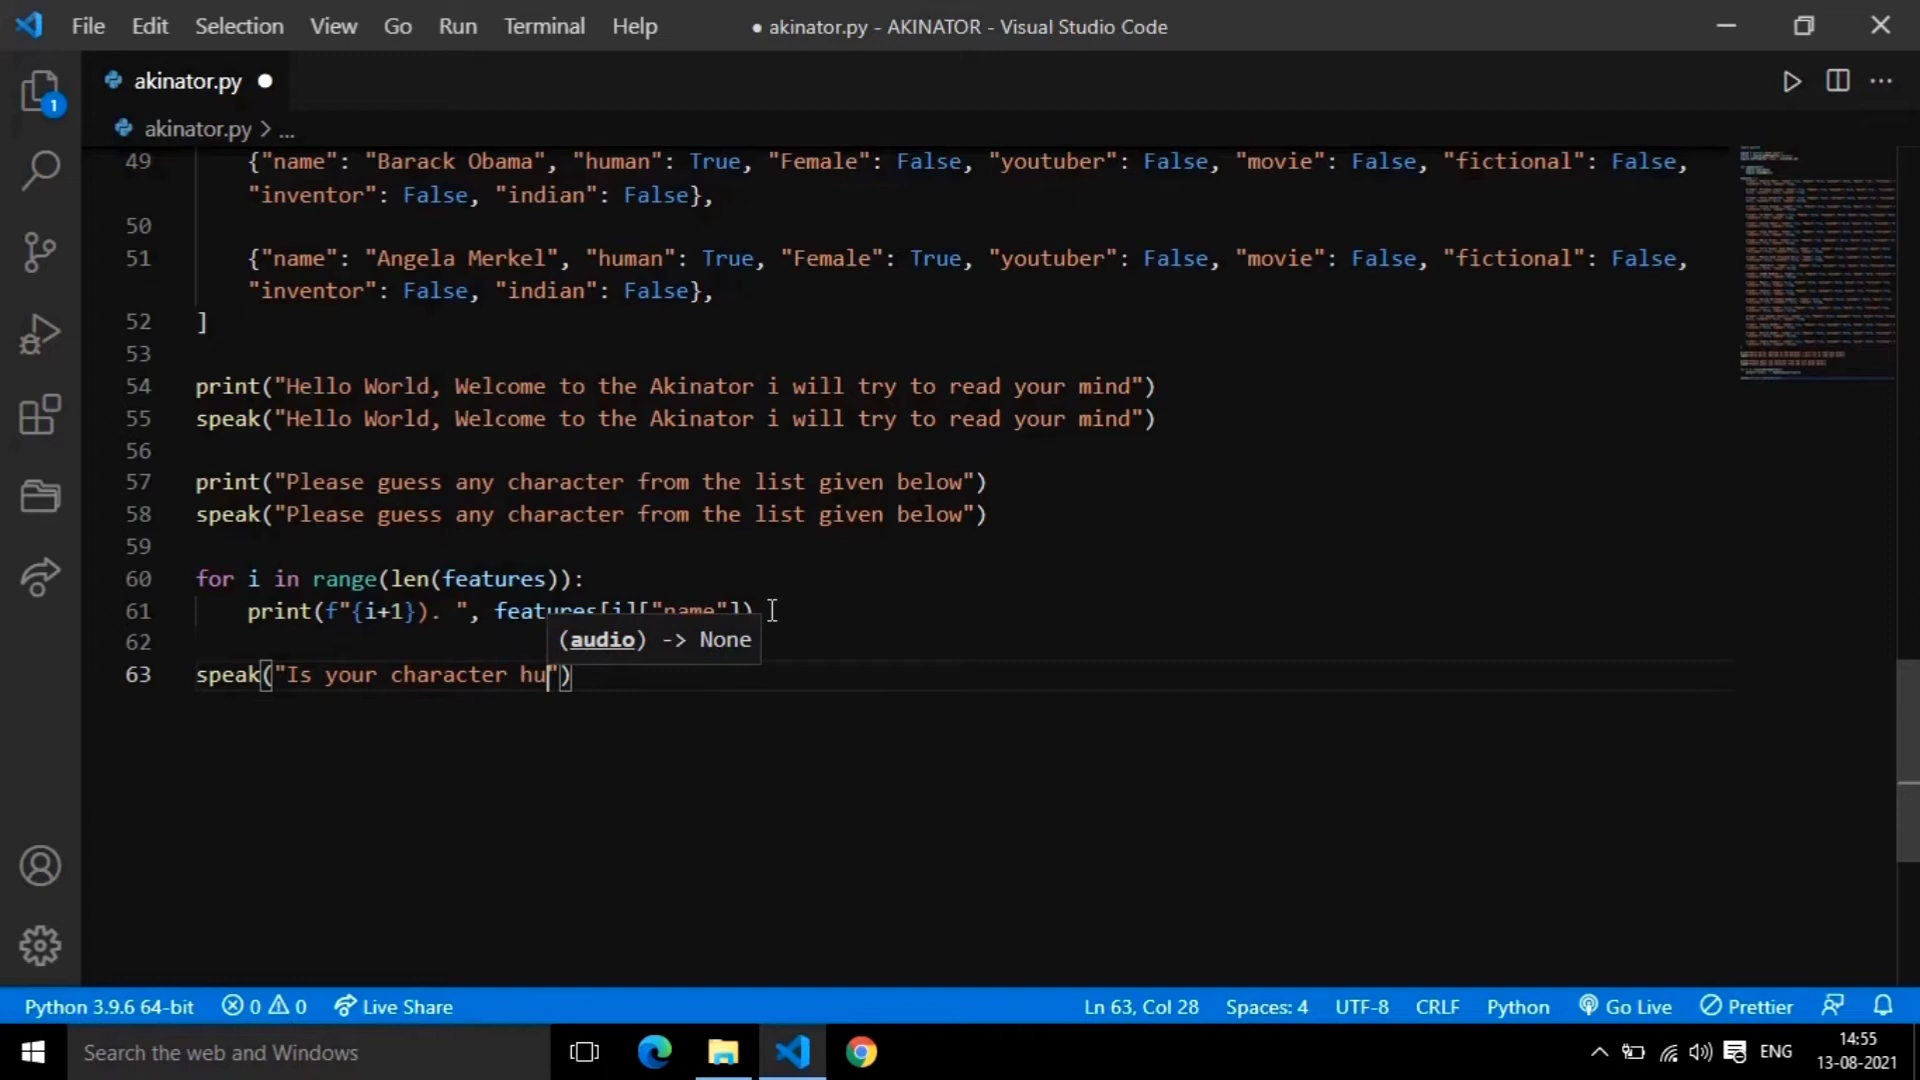 File Edit Selection View Go Run Terminal Help ● akinator.py - AKINATOR - Visual Studio Code
akinator.py ●
akinator.py > ...
1
49 {"name": "Barack Obama", "human": True, "Female": False, "youtuber": False, "movie": False, "fictional": False,
"inventor": False, "indian": False},
50
51 {"name": "Angela Merkel", "human": True, "Female": True, "youtuber": False, "movie": False, "fictional": False,
"inventor": False, "indian": False},
52 ]
53
54 print("Hello World, Welcome to the Akinator i will try to read your mind")
55 speak("Hello World, Welcome to the Akinator i will try to read your mind")
56
57 print("Please guess any character from the list given below")
58 speak("Please guess any character from the list given below")
59
60 for i in range(len(features)):
61 print(f"{i+1}). ", features[i]["name"])
(audio) -> None
62
63 speak("Is your character hu")
Python 3.9.6 64-bit 0 0 Live Share Ln 63, Col 28 Spaces: 4 UTF-8 CRLF Python Go Live Prettier
Search the web and Windows ENG 14:55
13-08-2021